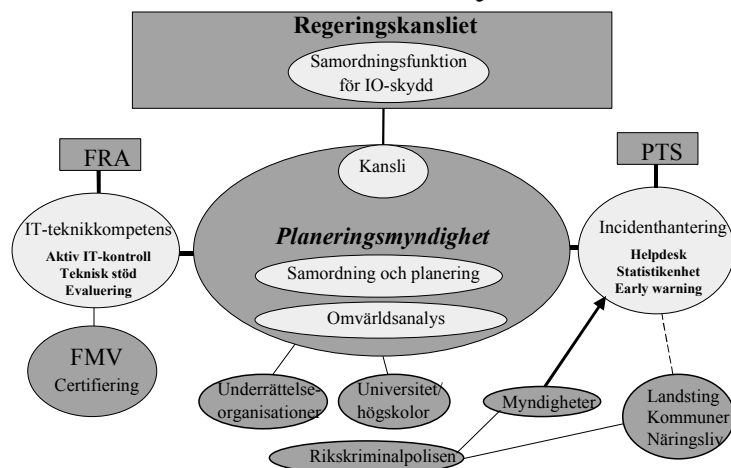 Regeringskansliet
Samordningsfunktion
för IO-skydd
FRA
PTS
Kansli
IT-teknikkompetens
Aktiv IT-kontroll
Teknisk stöd
Evaluering
Planeringsmyndighet
Samordning och planering
Omvärldsanalys
Incidenthantering
Helpdesk
Statistikenhet
Early warning
FMV
Certifiering
Underrättelse-
organisationer
Universitet/
högskolor
Myndigheter
Landsting
Kommuner
Näringsliv
Rikskriminalpolisen